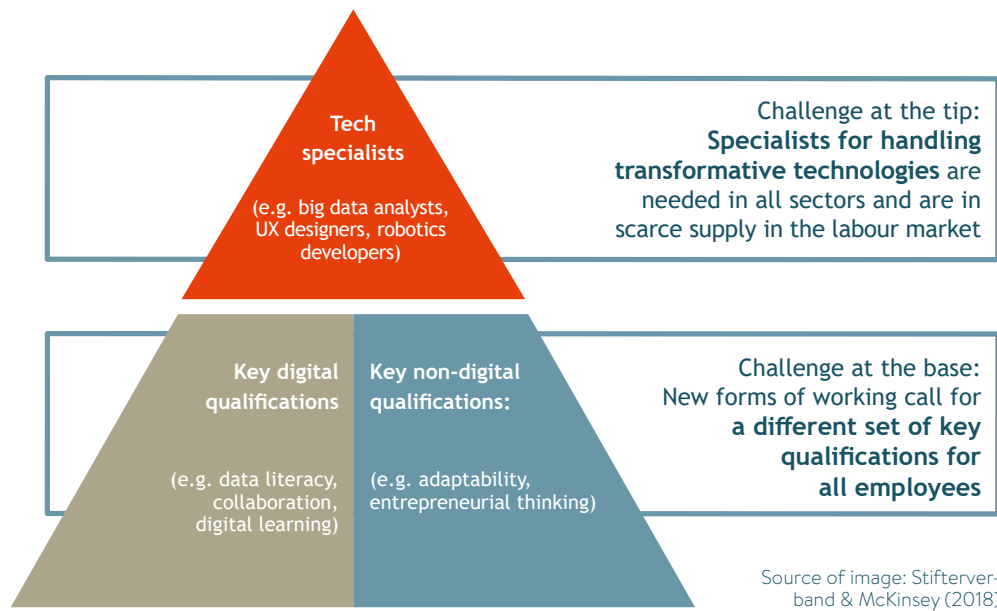 Tech
specialists
(e.g. big data analysts,
UX designers, robotics
developers)
Challenge at the tip:
Specialists for handling
transformative technologies are
needed in all sectors and are in
scarce supply in the labour market
Key digital
qualifications
(e.g. data literacy,
collaboration,
digital learning)
Key non-digital
qualifications:
(e.g. adaptability,
entrepreneurial thinking)
Challenge at the base:
New forms of working call for
a different set of key
qualifications for
all employees
Source of image: Stifterver-
band & McKinsey (2018)